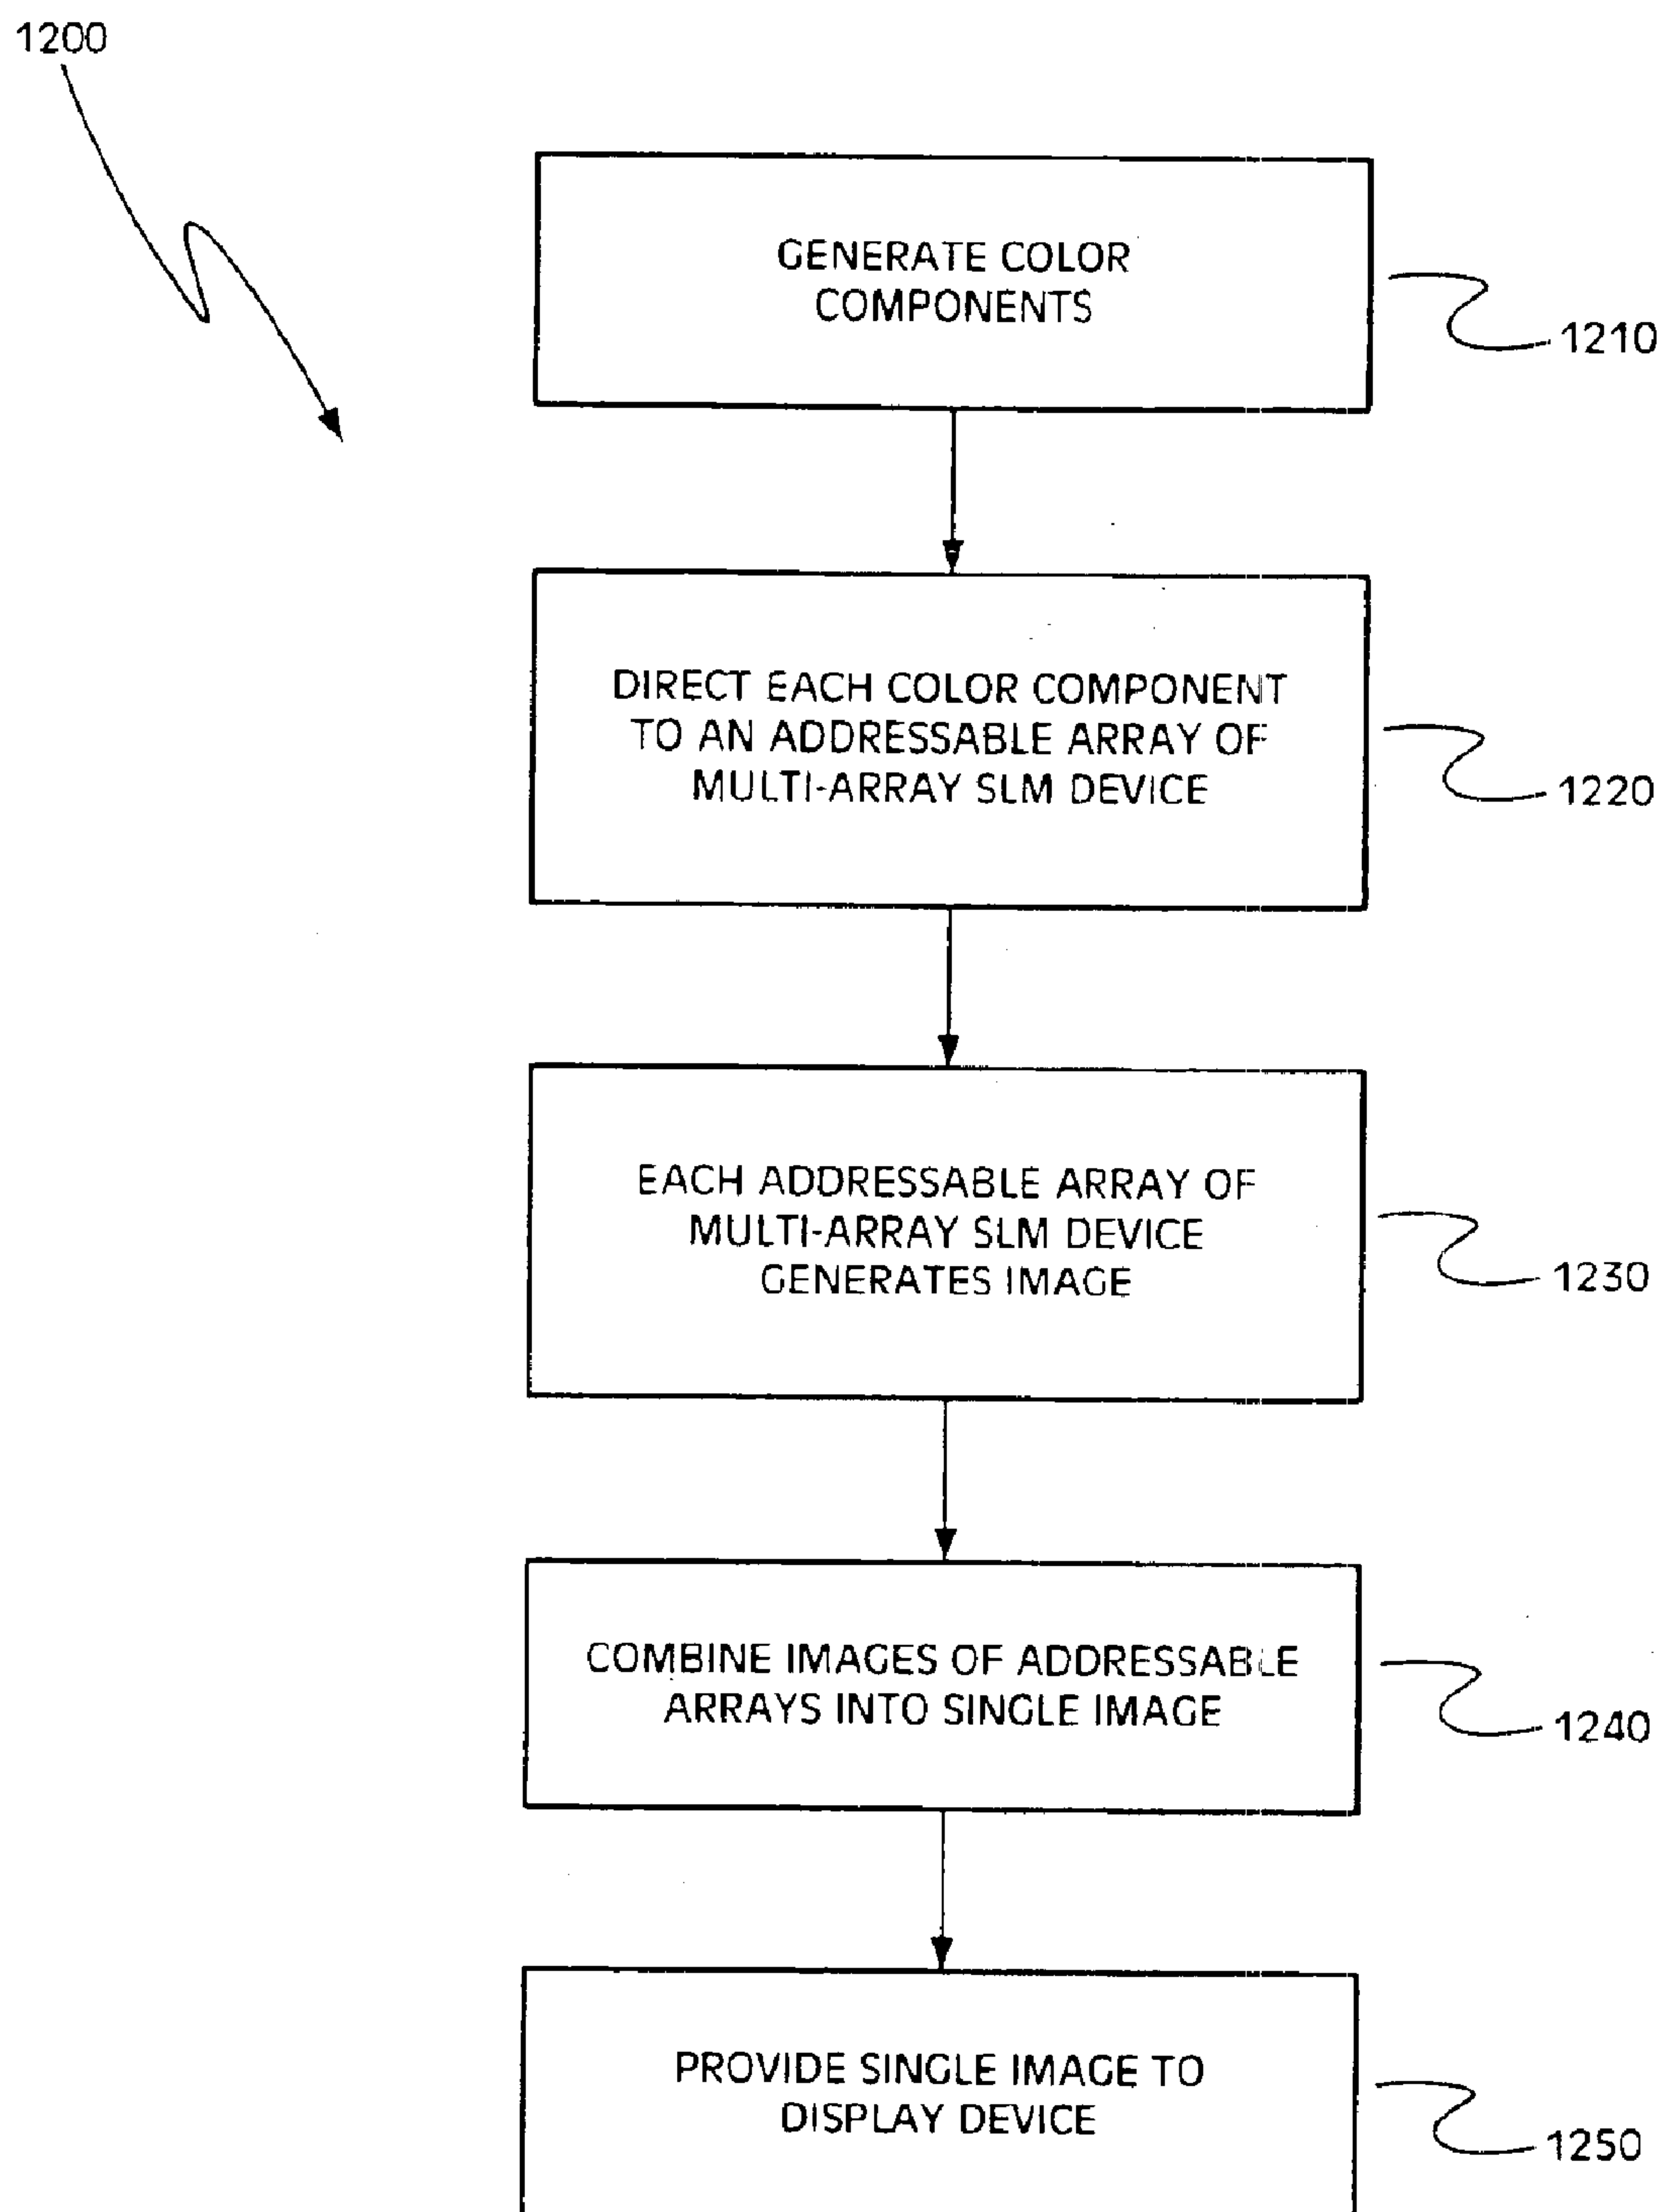 1200
GENERATE COLOR
COMPONENTS
1210
DIRECT EACH COLOR COMPONENT
TO AN ADDRESSABLE ARRAY OF
MULTI-ARRAY SLM DEVICE
1220
EACH ADDRESSABLE ARRAY OF
MULTI-ARRAY SLM DEVICE
GENERATES IMAGE
1230
COMBINE IMAGES OF ADDRESSABLE
ARRAYS INTO SINGLE IMAGE
1240
PROVIDE SINGLE IMAGE TO
DISPLAY DEVICE
1250